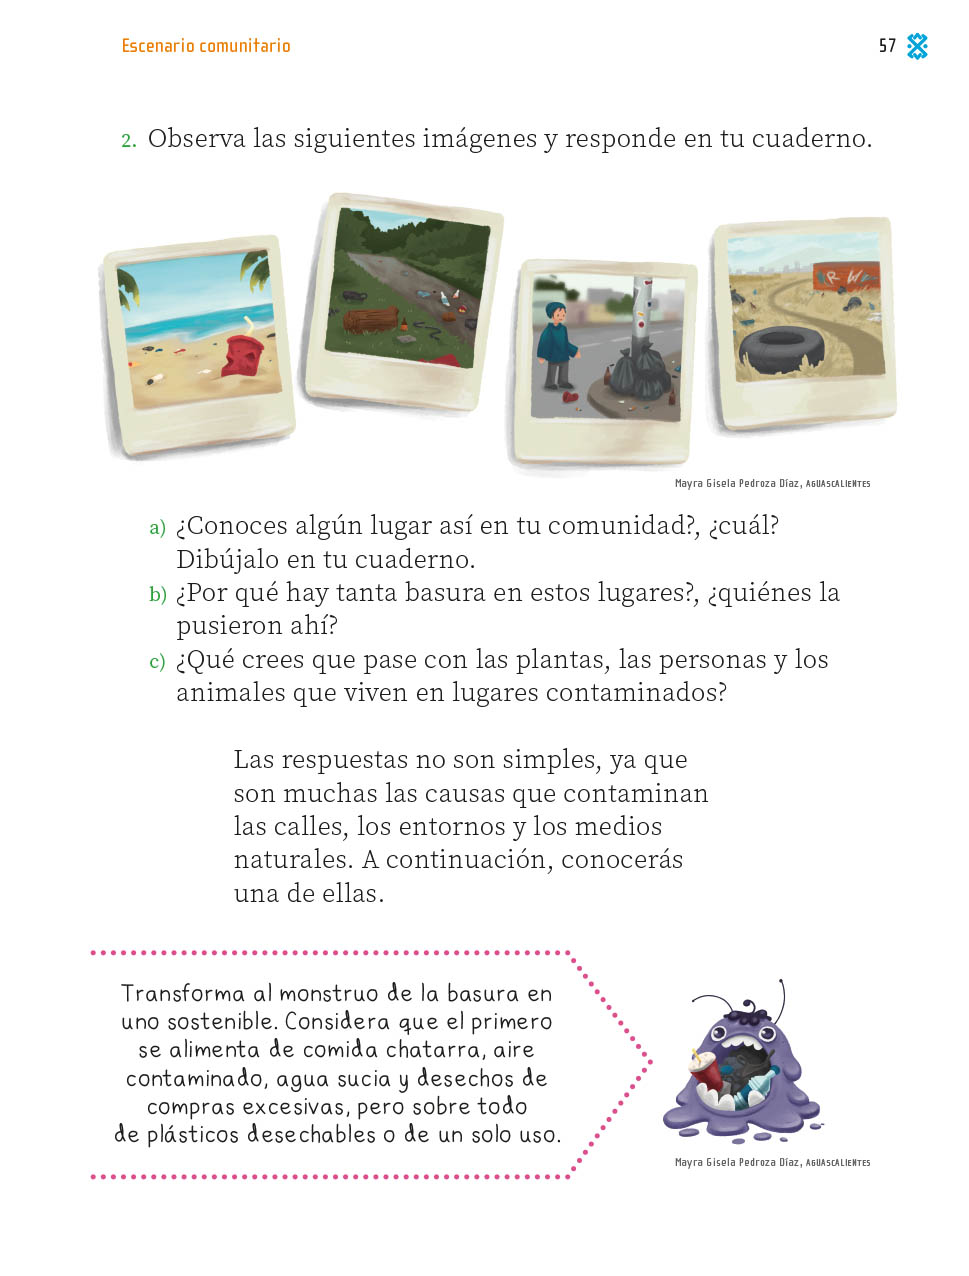 Escenario comunitario
57
2. Observa las siguientes imágenes y responde en tu cuaderno.
R W
Mayra Gisela Pedroza Díaz, AGUASCALIENTES
a) ¿Conoces algún lugar así en tu comunidad?, ¿cuál?
Dibújalo en tu cuaderno.
b) ¿Por qué hay tanta basura en estos lugares?, ¿quiénes la
pusieron ahí?
c) ¿Qué crees que pase con las plantas, las personas y los
animales que viven en lugares contaminados?
Las respuestas no son simples, ya que
son muchas las causas que contaminan
las calles, los entornos y los medios
naturales. A continuación, conocerás
una de ellas.
Transforma al monstruo de la basura en
uno sostenible. Considera que el primero
se alimenta de comida chatarra, aire
contaminado, agua sucia y desechos de
compras excesivas, pero sobre todo
de plásticos desechables o de un solo uso.
Mayra Gisela Pedroza Díaz, AGUASCALIENTES